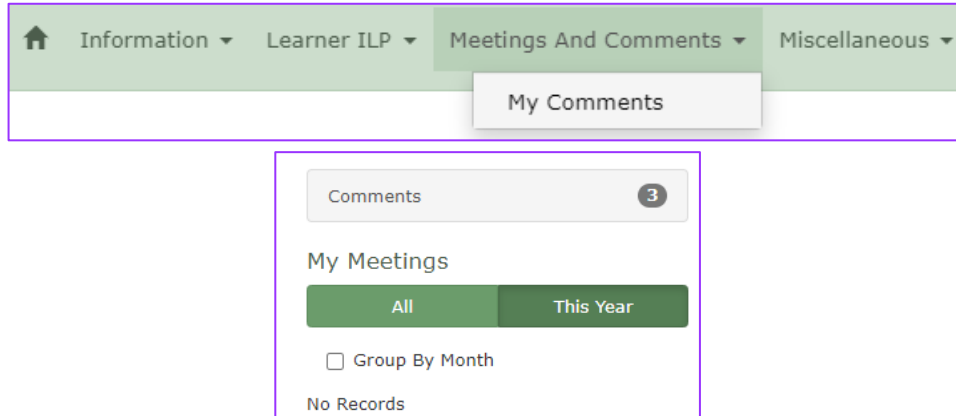 Information Learner ILP Meetings And Comments Miscellaneous
My Comments
Comments 3
My Meetings
All This Year
Group By Month
No Records